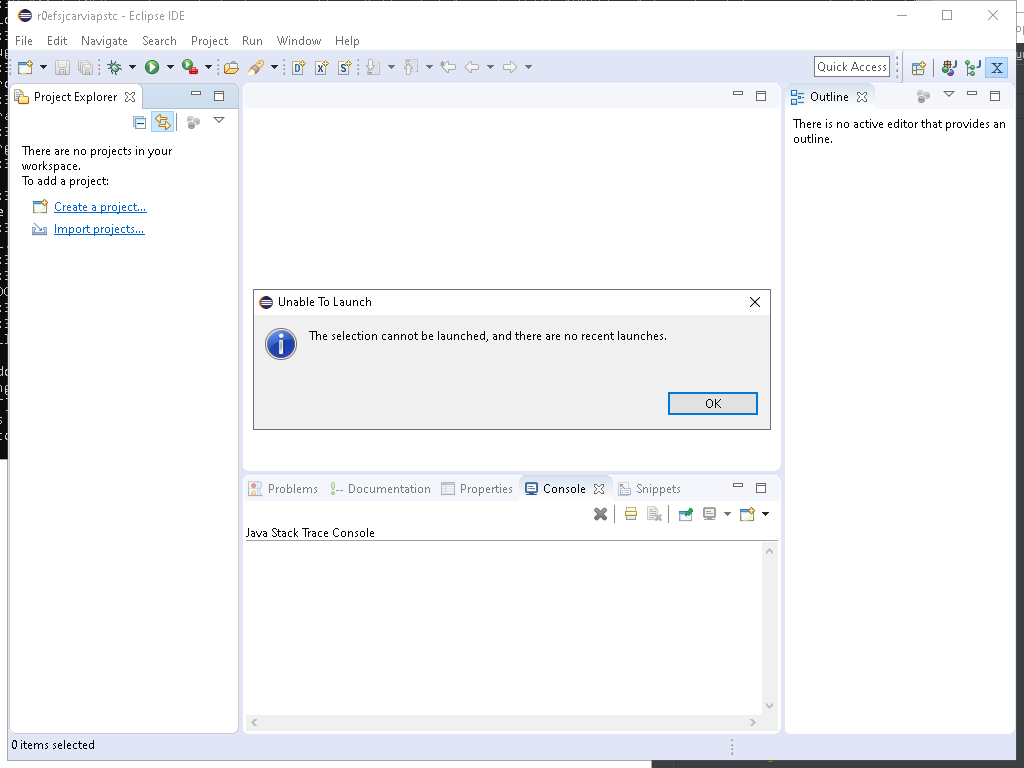 r0efsjcarviapstc - Eclipse IDE
File Edit Navigate Search Project Run Window Help
Quick Access
Project Explorer
Outline
There are no projects in your
workspace.
To add a project:
Create a project...
Import projects...
There is no active editor that provides an
outline.
Unable To Launch
The selection cannot be launched, and there are no recent launches.
OK
Problems Documentation Properties Console Snippets
Java Stack Trace Console
0 items selected